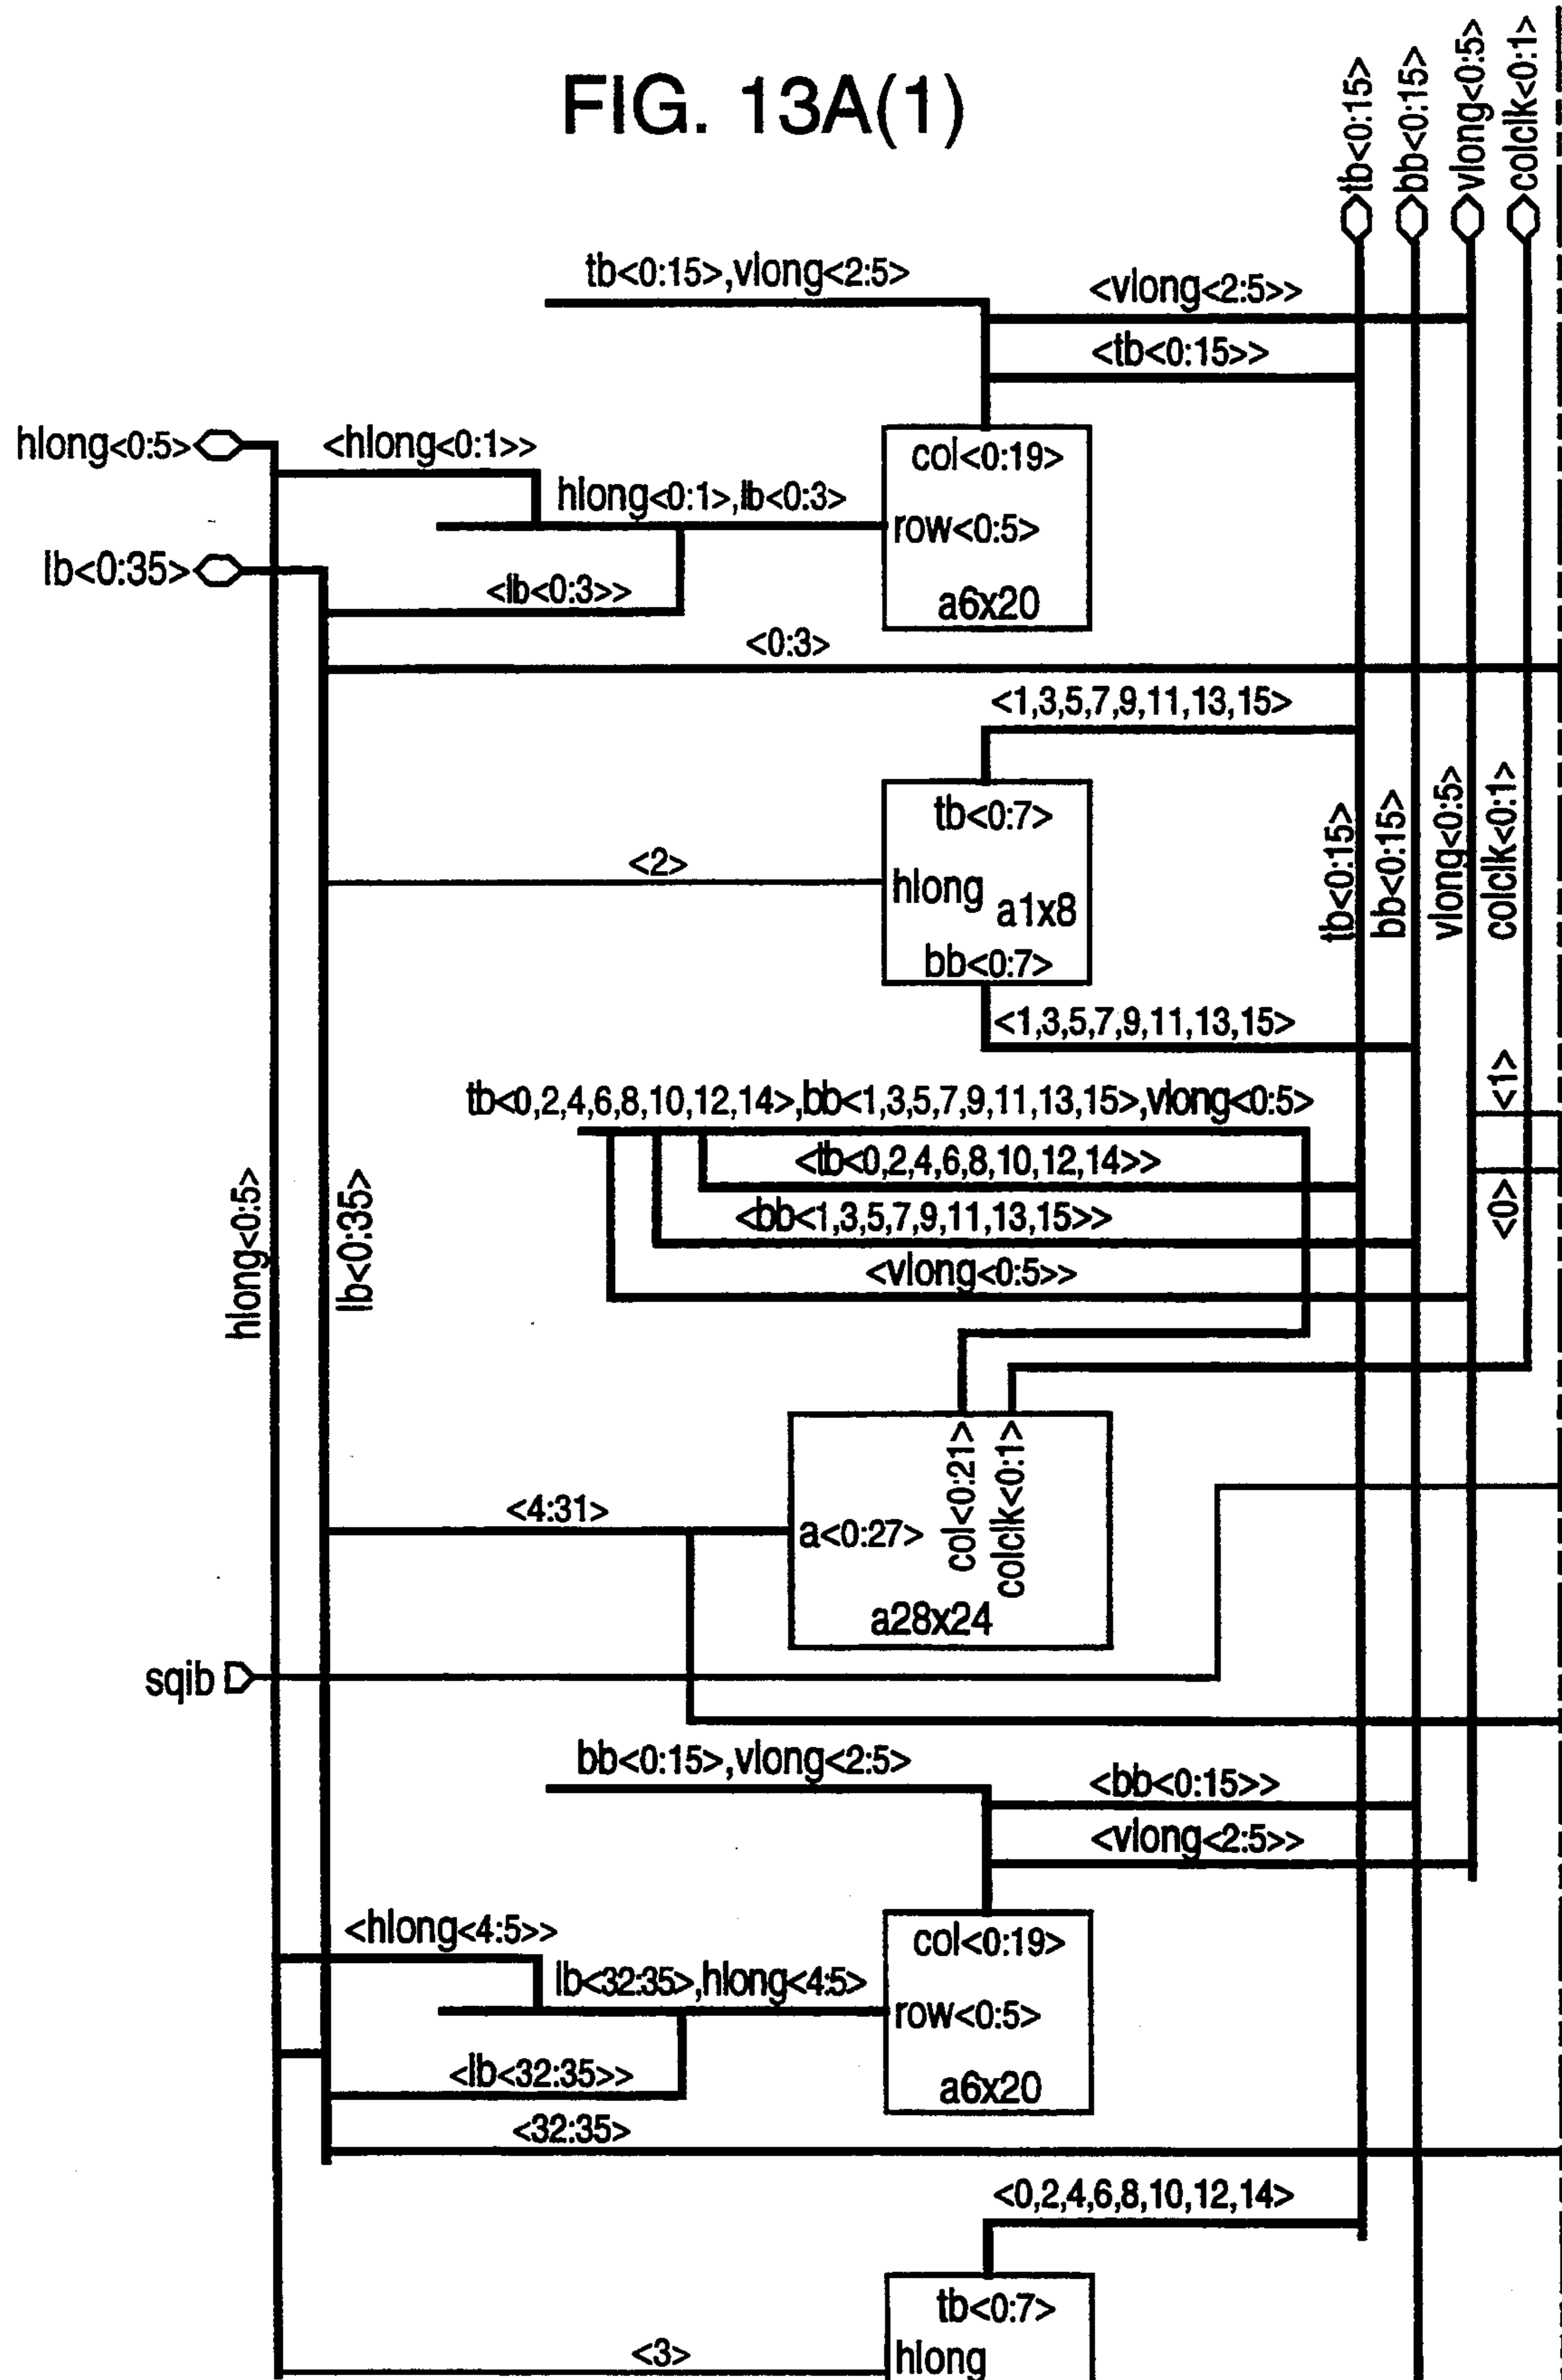 FIG. 13A(1)
tb<0:15>
bb<0:15>
vlong<0:5>
colclk<0:1>
tb<0:15>,vlong<2:5>
<vlong<2:5>>
<tb<0:15>>
hlong<0:5>
<hlong<0:1>>
hlong<0:1>,lb<0:3>
col<0:19>
row<0:5>
a6x20
lb<0:35>
<lb<0:3>>
<0:3>
<1,3,5,7,9,11,13,15>
tb<0:7>
<2>
hlong
a1x8
bb<0:7>
<1,3,5,7,9,11,13,15>
tb<0:15>
bb<0:15>
vlong<0:5>
colclk<0:1>
tb<0,2,4,6,8,10,12,14>,bb<1,3,5,7,9,11,13,15>,vlong<0:5>
<1>
<tb<0,2,4,6,8,10,12,14>>
<bb<1,3,5,7,9,11,13,15>>
<0>
<vlong<0:5>>
hlong<0:5>
lb<0:35>
<4:31>
a<0:27>
col<0:21>
colclk<0:1>
a28x24
sqib
bb<0:15>,vlong<2:5>
<bb<0:15>>
<vlong<2:5>>
<hlong<4:5>>
lb<32:35>,hlong<4:5>
col<0:19>
row<0:5>
a6x20
<lb<32:35>>
<32:35>
<0,2,4,6,8,10,12,14>
tb<0:7>
<3>
hlong